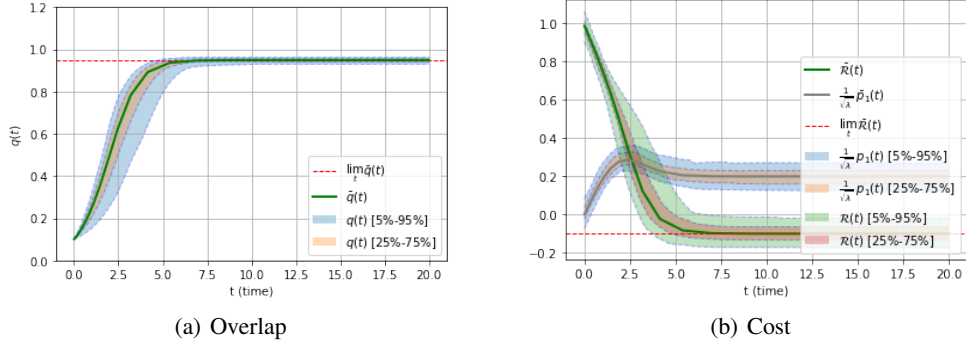 1.2
1.0
0.8
0.6
0.4
0.2
0.0
q(t)
0.0 2.5 5.0 7.5 10.0 12.5 15.0 17.5 20.0
t (time)
lim q̄(t)
t
q̄(t)
q(t) [5%-95%]
q(t) [25%-75%]
(a) Overlap
1.0
0.8
0.6
0.4
0.2
0.0
−0.2
0.0 2.5 5.0 7.5 10.0 12.5 15.0 17.5 20.0
t (time)
ℛ̄(t)
1/√λ p̄₁(t)
lim ℛ̄(t)
t
1/√λ p₁(t) [5%-95%]
1/√λ p₁(t) [25%-75%]
ℛ(t) [5%-95%]
ℛ(t) [25%-75%]
(b) Cost